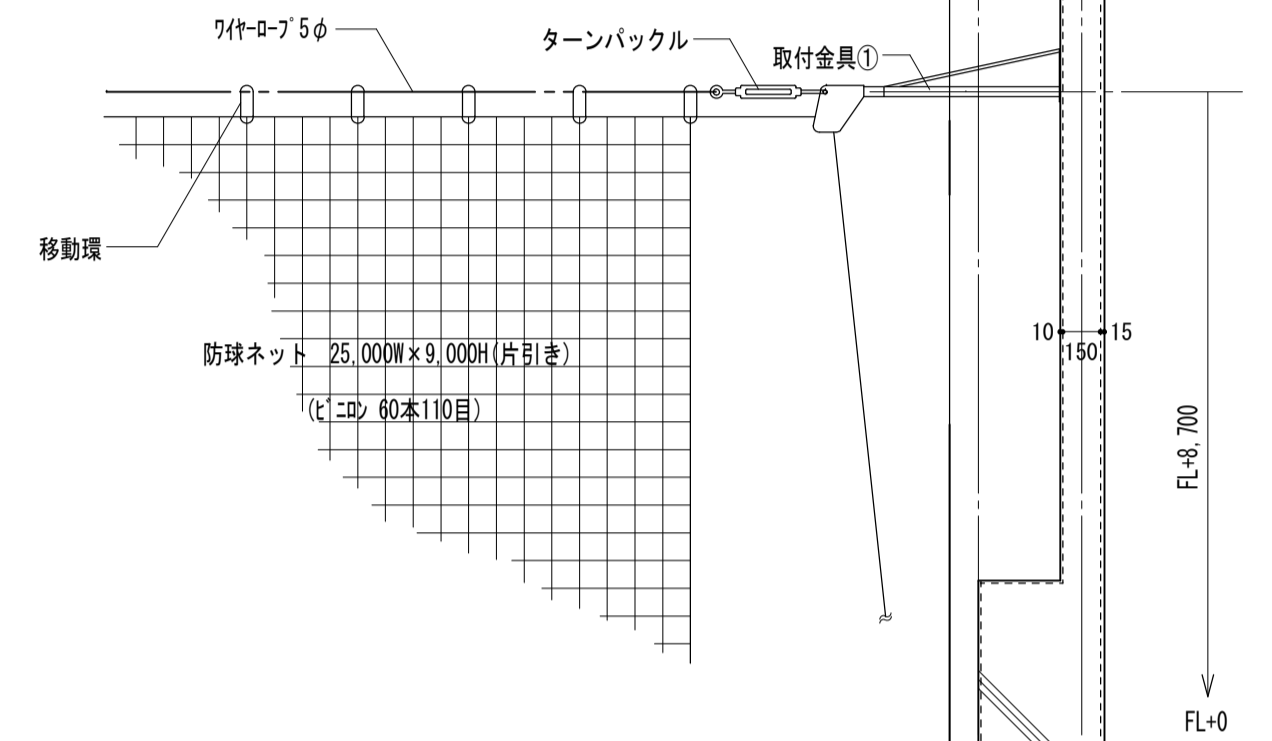 ﾜｲﾔｰﾛｰﾌﾟ5φ
ターンパックル
取付金具①
移動環
防球ネット 25,000W×9,000H(片引き)
(ﾋﾞﾆﾛﾝ 60本110目)
10 150 15
FL+8,700
FL+0